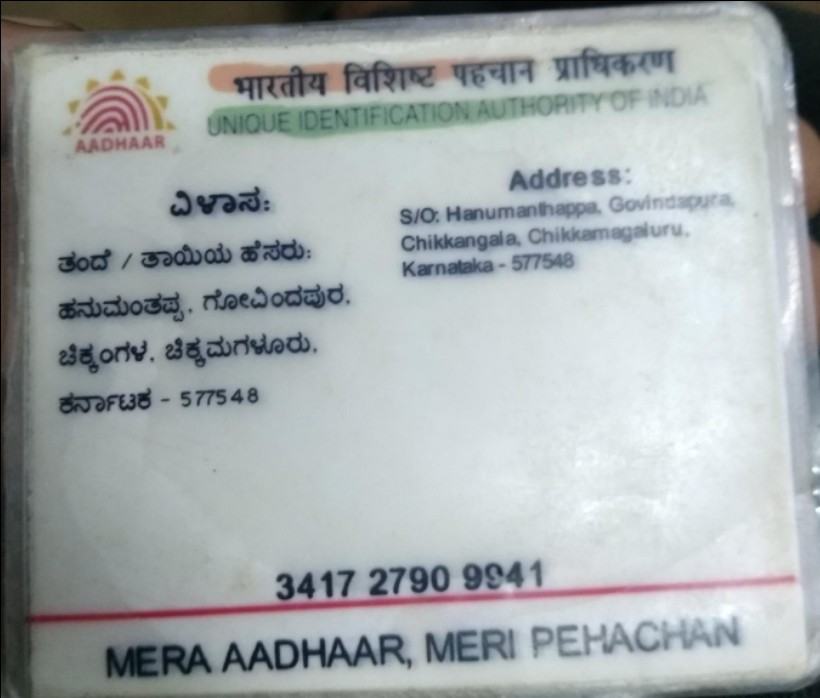 भारतीय विशिष्ट पहचान प्राधिकरण
UNIQUE IDENTIFICATION AUTHORITY OF INDIA
AADHAAR
ವಿಳಾಸ:
ತಂದೆ / ತಾಯಿಯ ಹೆಸರು:
ಹನುಮಂತಪ್ಪ, ಗೋವಿಂದಪುರ,
ಚಿಕ್ಕಂಗಳ, ಚಿಕ್ಕಮಗಳೂರು,
ಕರ್ನಾಟಕ - 577548
Address:
S/O: Hanumanthappa, Govindapura,
Chikkangala, Chikkamagaluru,
Karnataka - 577548
3417 2790 9941
MERA AADHAAR, MERI PEHACHAN